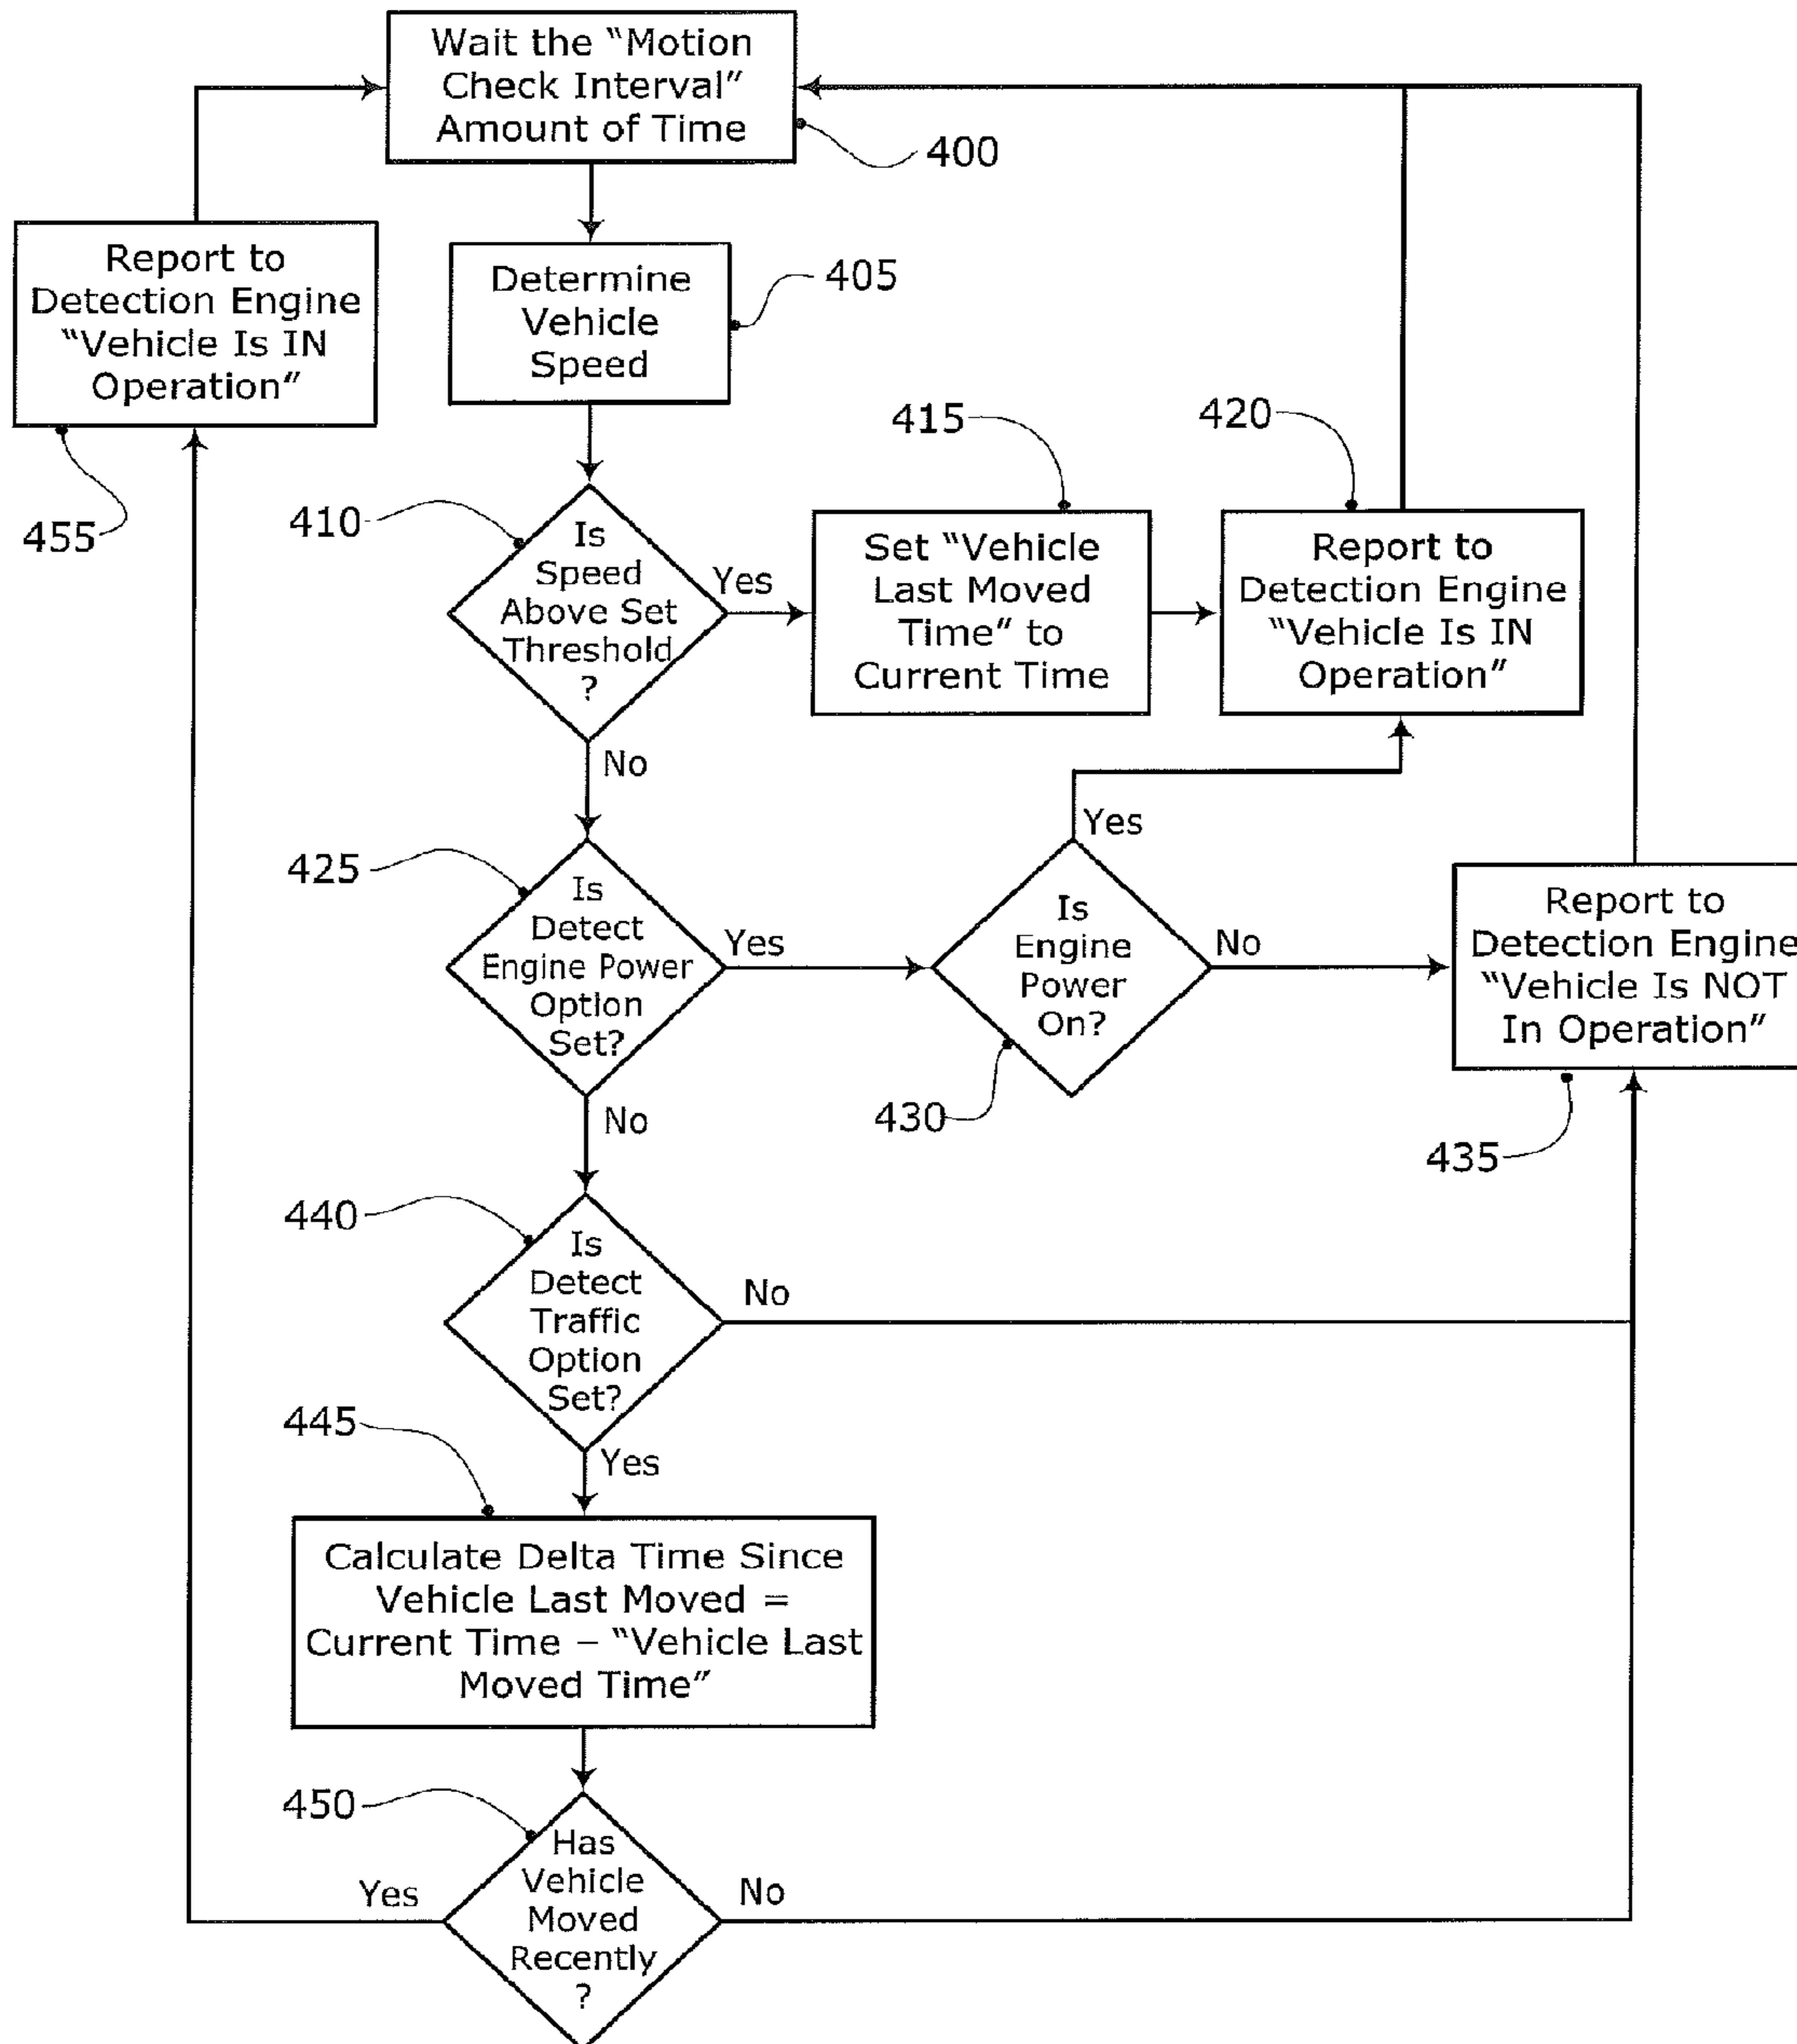 Wait the “Motion
Check Interval”
Amount of Time
400
Report to
Detection Engine
“Vehicle Is IN
Operation”
455
Determine
Vehicle
Speed
405
410
Is
Speed
Above Set
Threshold
?
Yes
No
415
Set “Vehicle
Last Moved
Time” to
Current Time
420
Report to
Detection Engine
“Vehicle Is IN
Operation”
425
Is
Detect
Engine Power
Option
Set?
Yes
No
Is
Engine
Power
On?
Yes
No
430
Report to
Detection Engine
“Vehicle Is NOT
In Operation”
435
440
Is
Detect
Traffic
Option
Set?
No
Yes
445
Calculate Delta Time Since
Vehicle Last Moved =
Current Time – “Vehicle Last
Moved Time”
450
Has
Vehicle
Moved
Recently
?
Yes
No